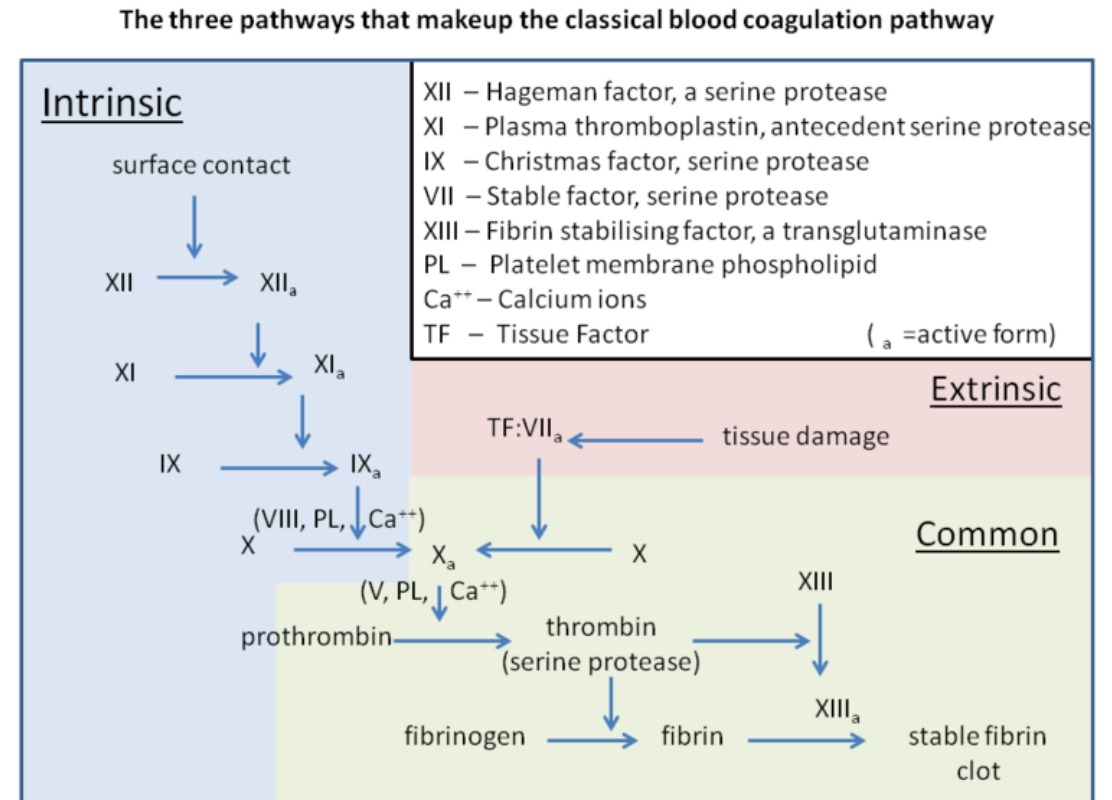 The three pathways that makeup the classical blood coagulation pathway
Intrinsic
surface contact
XII
XIIₐ
XI
XIₐ
IX
IXₐ
(VIII, PL, Ca⁺⁺)
X
Xₐ
XII – Hageman factor, a serine protease
XI – Plasma thromboplastin, antecedent serine protease
IX – Christmas factor, serine protease
VII – Stable factor, serine protease
XIII – Fibrin stabilising factor, a transglutaminase
PL – Platelet membrane phospholipid
Ca⁺⁺ – Calcium ions
TF – Tissue Factor ( ₐ =active form)
Extrinsic
TF:VIIₐ
tissue damage
Common
X
(V, PL, Ca⁺⁺)
XIII
prothrombin
thrombin
(serine protease)
XIIIₐ
fibrinogen
fibrin
stable fibrin
clot